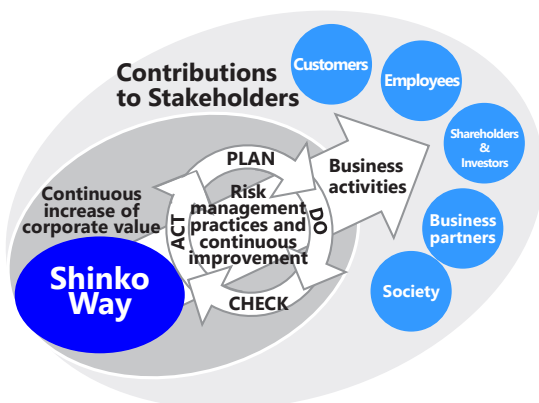 Contributions
to Stakeholders
Customers
Employees
Shareholders
&
Investors
Business
partners
Society
Business
activities
PLAN
DO
CHECK
ACT
Risk
management
practices and
continuous
improvement
Continuous
increase of
corporate value
Shinko
Way